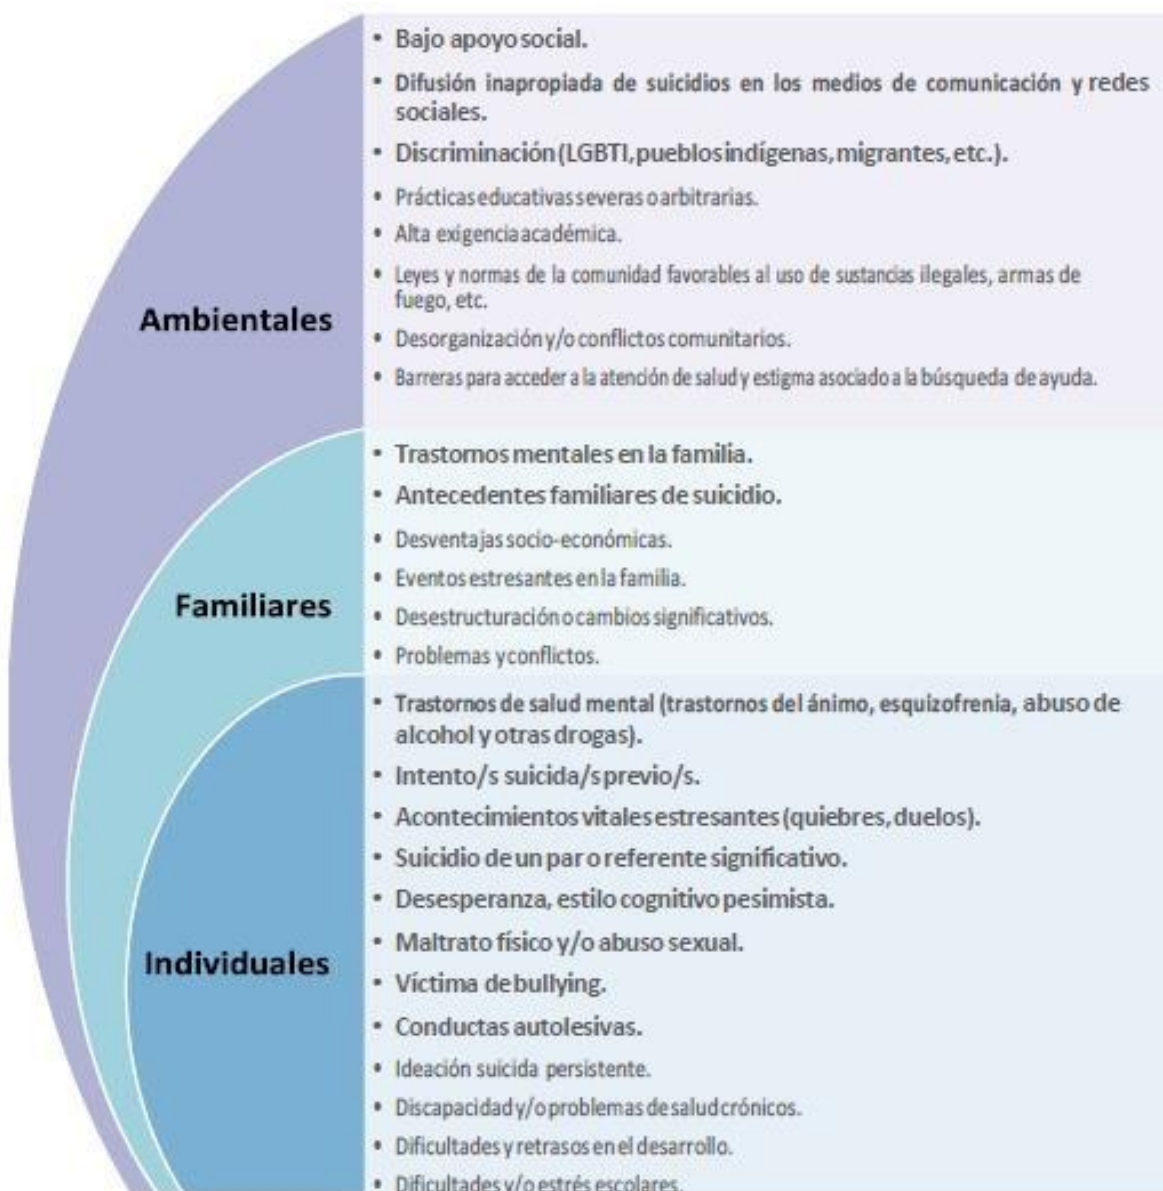 Ambientales
• Bajo apoyo social.
• Difusión inapropiada de suicidios en los medios de comunicación y redes
sociales.
• Discriminación (LGBTI, pueblos indígenas, migrantes, etc.).
• Prácticas educativas severas o arbitrarias.
• Alta exigencia académica.
• Leyes y normas de la comunidad favorables al uso de sustancias ilegales, armas de
fuego, etc.
• Desorganización y/o conflictos comunitarios.
• Barreras para acceder a la atención de salud y estigma asociado a la búsqueda de ayuda.
Familiares
• Trastornos mentales en la familia.
• Antecedentes familiares de suicidio.
• Desventajas socio-económicas.
• Eventos estresantes en la familia.
• Desestructuración o cambios significativos.
• Problemas y conflictos.
Individuales
• Trastornos de salud mental (trastornos del ánimo, esquizofrenia, abuso de
alcohol y otras drogas).
• Intento/s suicida/s previo/s.
• Acontecimientos vitales estresantes (quiebres, duelos).
• Suicidio de un par o referente significativo.
• Desesperanza, estilo cognitivo pesimista.
• Maltrato físico y/o abuso sexual.
• Víctima de bullying.
• Conductas autolesivas.
• Ideación suicida persistente.
• Discapacidad y/o problemas de salud crónicos.
• Dificultades y retrasos en el desarrollo.
• Dificultades y/o estrés escolares.